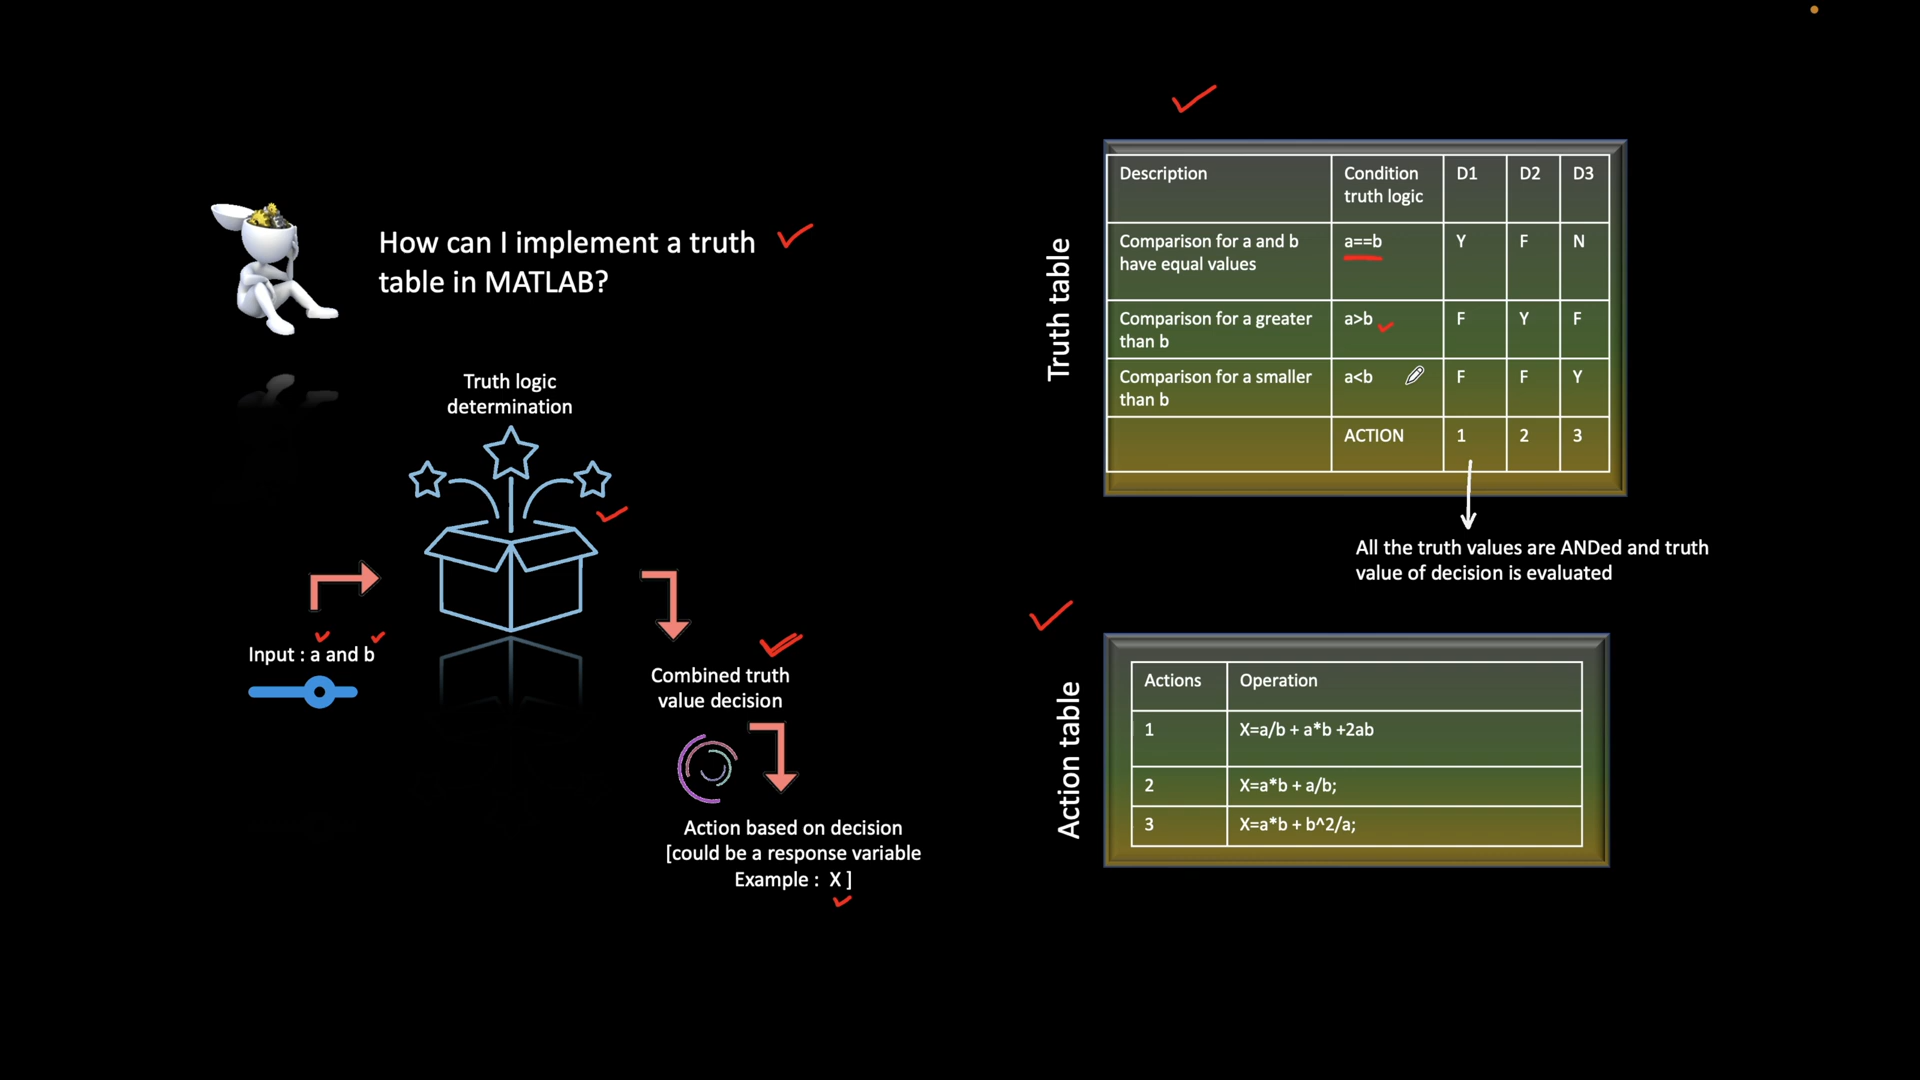 How can I implement a truth
table in MATLAB?
Truth logic
determination
Input : a and b
Combined truth
value decision
Action based on decision
[could be a response variable
Example : X ]
Truth table
Description Condition truth logic D1 D2 D3
Comparison for a and b have equal values a==b Y F N
Comparison for a greater than b a>b F Y F
Comparison for a smaller than b a<b F F Y
ACTION 1 2 3
All the truth values are ANDed and truth
value of decision is evaluated
Action table
Actions Operation
1 X=a/b + a*b +2ab
2 X=a*b + a/b;
3 X=a*b + b^2/a;